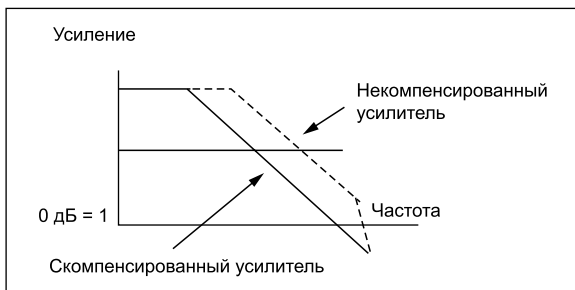 Усиление
Некомпенсированный
усилитель
0 дБ = 1
Частота
Скомпенсированный усилитель